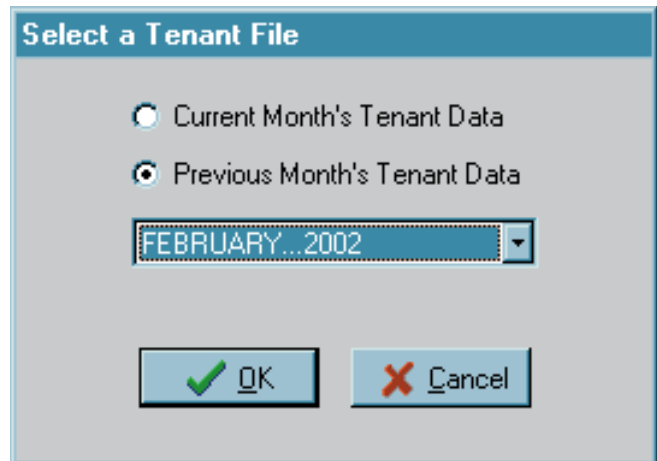 Select a Tenant File
Current Month's Tenant Data
Previous Month's Tenant Data
FEBRUARY...2002
OK Cancel